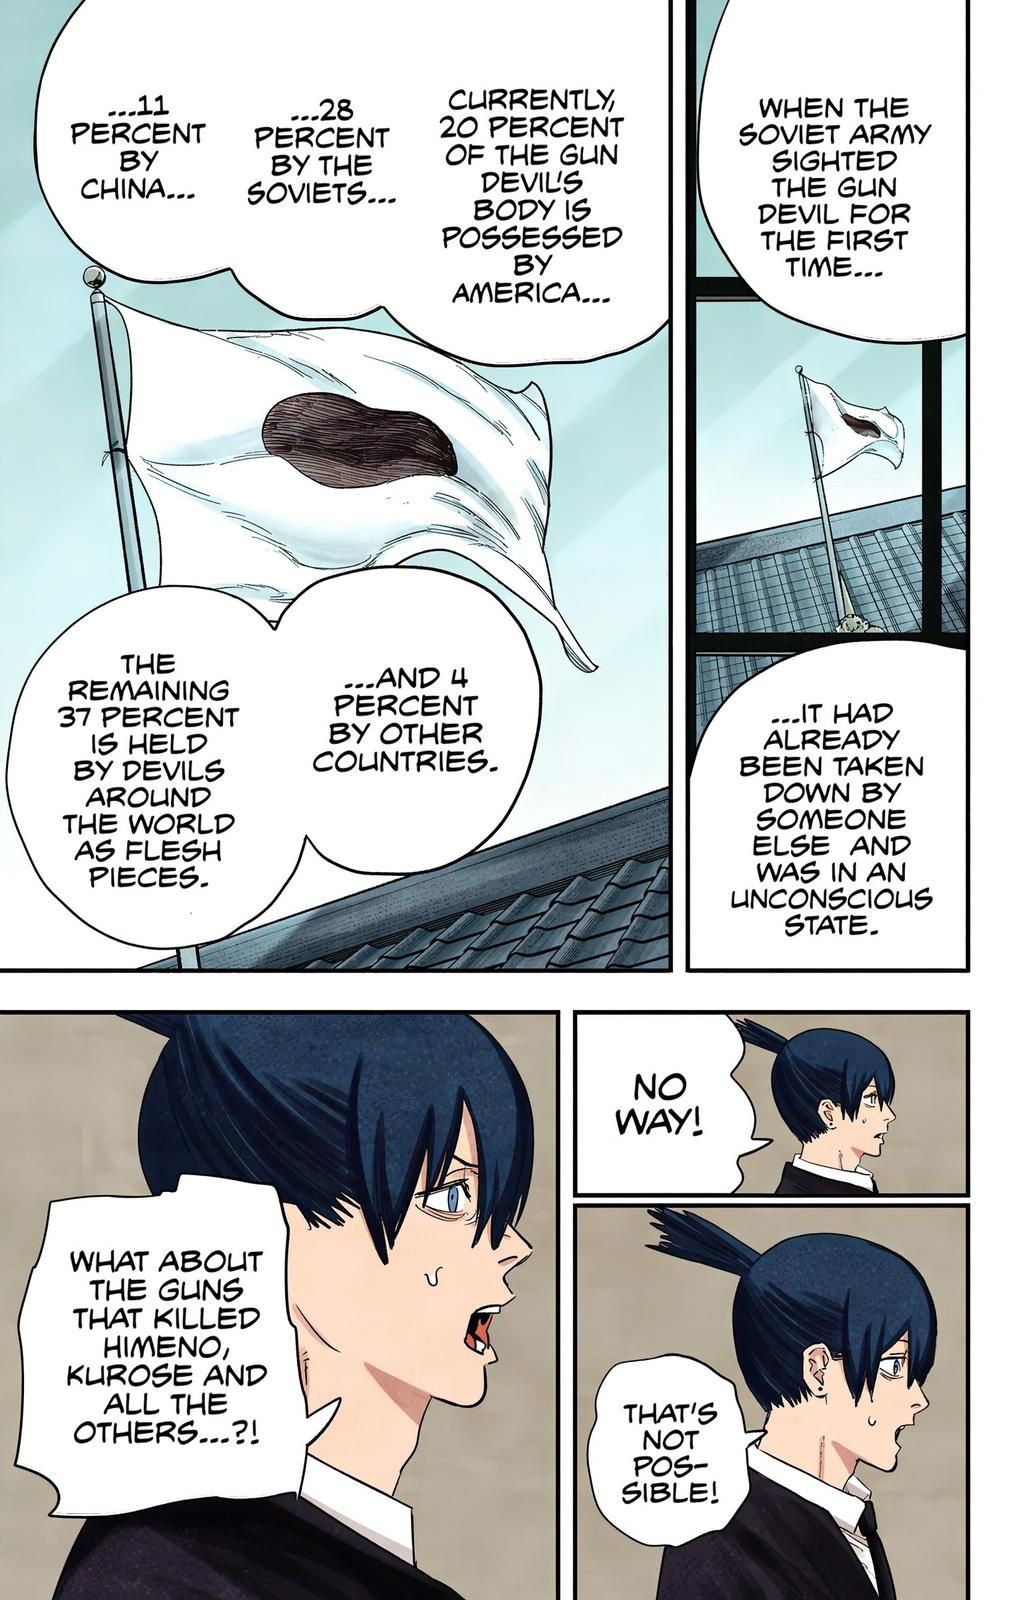 WHEN THE
SOVIET ARMY
SIGHTED
THE GUN
DEVIL FOR
THE FIRST
TIME...
...IT HAD
ALREADY
BEEN TAKEN
DOWN BY
SOMEONE
ELSE AND
WAS IN AN
UNCONSCIOUS
STATE.
CURRENTLY,
20 PERCENT
OF THE GUN
DEVIL'S
BODY IS
POSSESSED
BY
AMERICA...
...28
PERCENT
BY THE
SOVIETS...
...11
PERCENT
BY
CHINA...
...AND 4
PERCENT
BY OTHER
COUNTRIES.
THE
REMAINING
37 PERCENT
IS HELD
BY DEVILS
AROUND
THE WORLD
AS FLESH
PIECES.
NO
WAY!
THAT'S
NOT
POS-
SIBLE!
WHAT ABOUT
THE GUNS
THAT KILLED
HIMENO,
KUROSE AND
ALL THE
OTHERS...?!